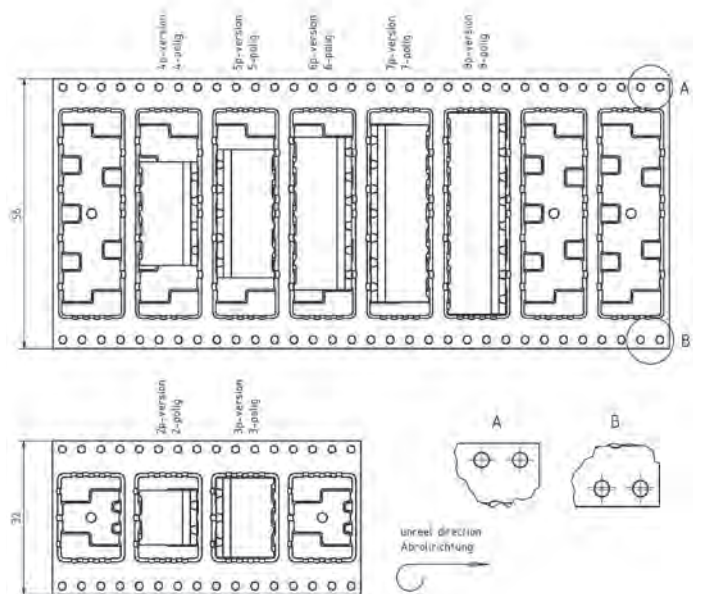 4p-version
4-polig
5p-version
5-polig
6p-version
6-polig
7p-version
7-polig
8p-version
8-polig
A
56
B
2p-version
2-polig
3p-version
3-polig
A
B
32
unreel direction
Abrollrichtung